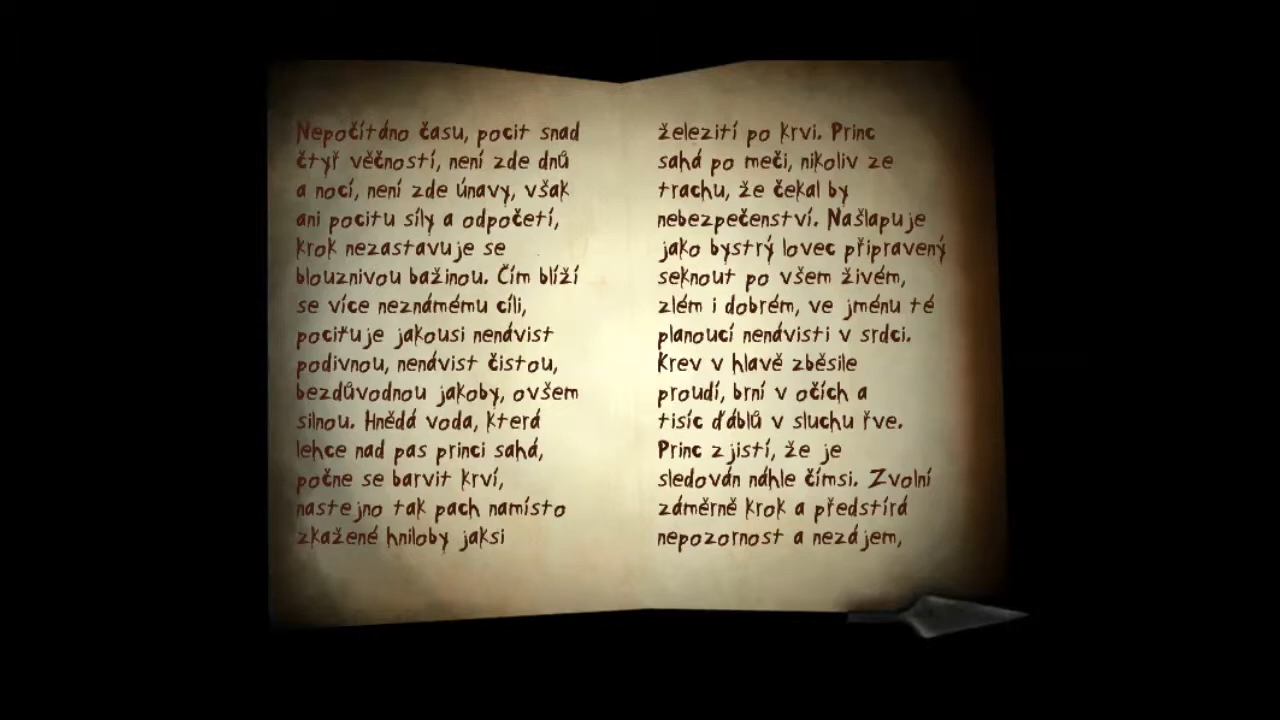 Nepočítáno času, pocit snad
čtyř věčností, není zde dnů
a nocí, není zde únavy, však
ani pocitu síly a odpočetí,
krok nezastavuje se
blouznivou bažinou. Čím blíží
se více neznámému cíli,
pociťuje jakousi nenávist
podivnou, nenávist čistou,
bezdůvodnou jakoby, ovšem
silnou. Hnědá voda, která
lehce nad pas princi sahá,
počne se barvit krví,
nastejno tak pach namísto
zkažené hniloby jaksi
železití po krvi. Princ
sahá po meči, nikoliv ze
trachu, že čekal by
nebezpečenství. Našlapuje
jako bystrý lovec připravený
seknout po všem živém,
zlém i dobrém, ve jménu té
planoucí nenávisti v srdci.
Krev v hlavě zběsile
proudí, brní v očích a
tisíc ďáblů v sluchu řve.
Princ zjistí, že je
sledován náhle čímsi. Zvolní
záměrně krok a předstírá
nepozornost a nezájem,